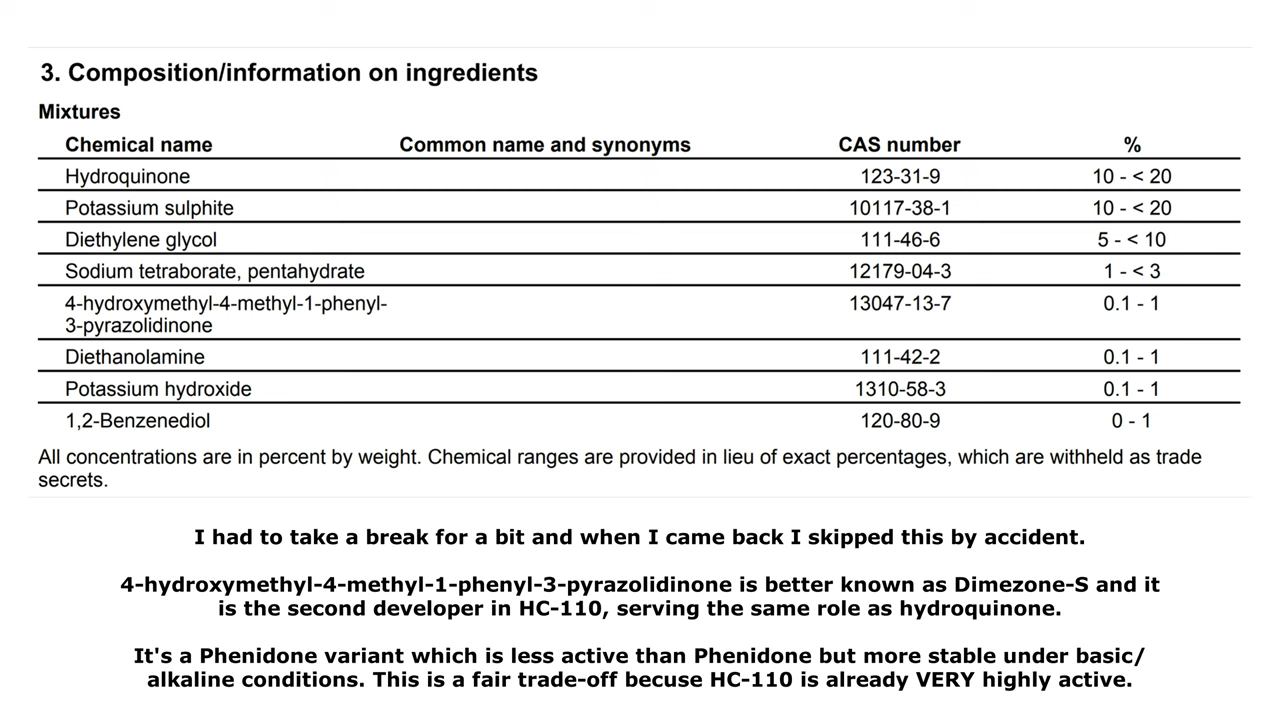 3. Composition/information on ingredients
Mixtures
Chemical name Common name and synonyms CAS number %
Hydroquinone 123-31-9 10 - < 20
Potassium sulphite 10117-38-1 10 - < 20
Diethylene glycol 111-46-6 5 - < 10
Sodium tetraborate, pentahydrate 12179-04-3 1 - < 3
4-hydroxymethyl-4-methyl-1-phenyl- 13047-13-7 0.1 - 1
3-pyrazolidinone
Diethanolamine 111-42-2 0.1 - 1
Potassium hydroxide 1310-58-3 0.1 - 1
1,2-Benzenediol 120-80-9 0 - 1
All concentrations are in percent by weight. Chemical ranges are provided in lieu of exact percentages, which are withheld as trade
secrets.
I had to take a break for a bit and when I came back I skipped this by accident.
4-hydroxymethyl-4-methyl-1-phenyl-3-pyrazolidinone is better known as Dimezone-S and it
is the second developer in HC-110, serving the same role as hydroquinone.
It's a Phenidone variant which is less active than Phenidone but more stable under basic/
alkaline conditions. This is a fair trade-off becuse HC-110 is already VERY highly active.